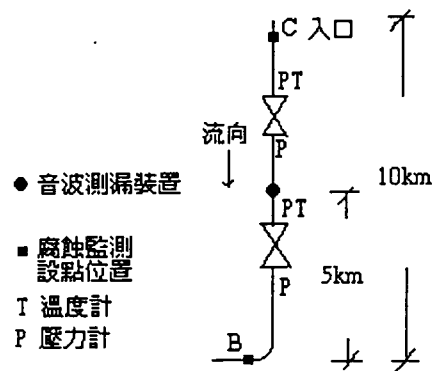 C 入口
PT
流向
P
● 音波測漏裝置
PT
10km
■ 腐蝕監測
設點位置
5km
T 溫度計
P
P 壓力計
B